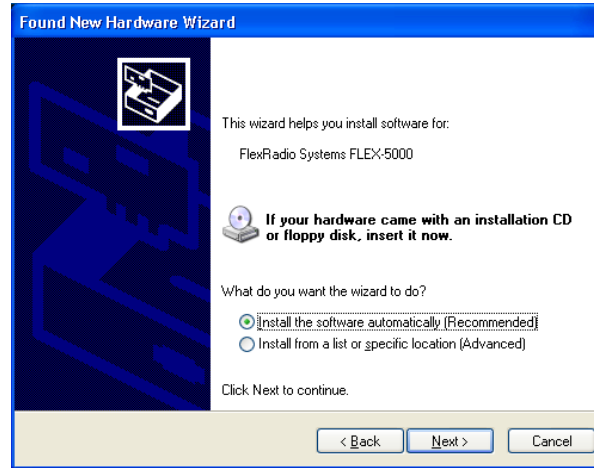 Found New Hardware Wizard
This wizard helps you install software for:
FlexRadio Systems FLEX-5000
If your hardware came with an installation CD
or floppy disk, insert it now.
What do you want the wizard to do?
Install the software automatically (Recommended)
Install from a list or specific location (Advanced)
Click Next to continue.
< Back Next > Cancel